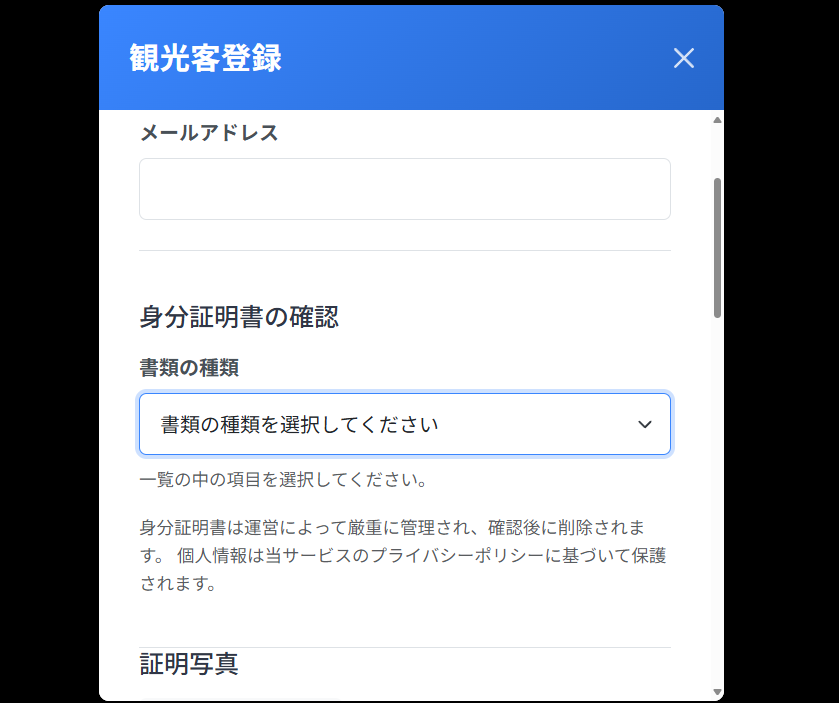 観光客登録
メールアドレス
身分証明書の確認
書類の種類
書類の種類を選択してください
一覧の中の項目を選択してください。
身分証明書は運営によって厳重に管理され、確認後に削除されま
す。 個人情報は当サービスのプライバシーポリシーに基づいて保護
されます。
証明写真